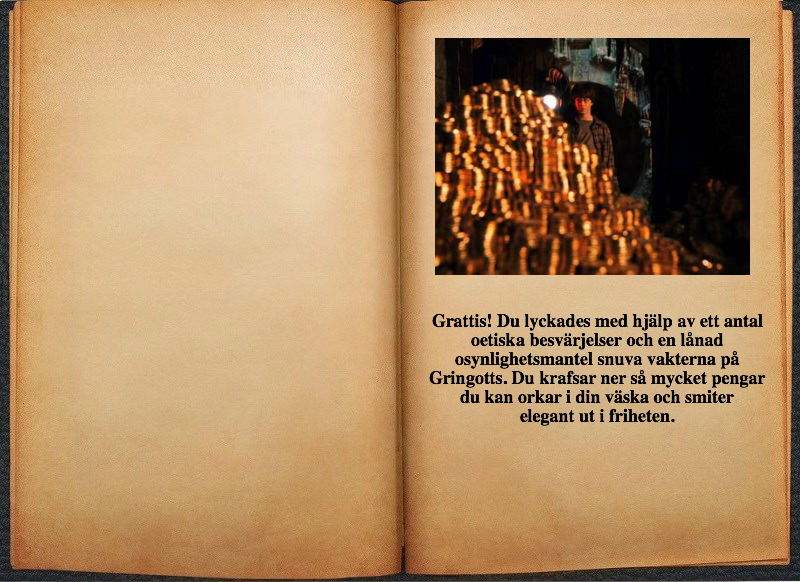 Grattis! Du lyckades med hjälp av ett antal
oetiska besvärjelser och en lånad
osynlighetsmantel snuva vakterna på
Gringotts. Du krafsar ner så mycket pengar
du kan orkar i din väska och smiter
elegant ut i friheten.